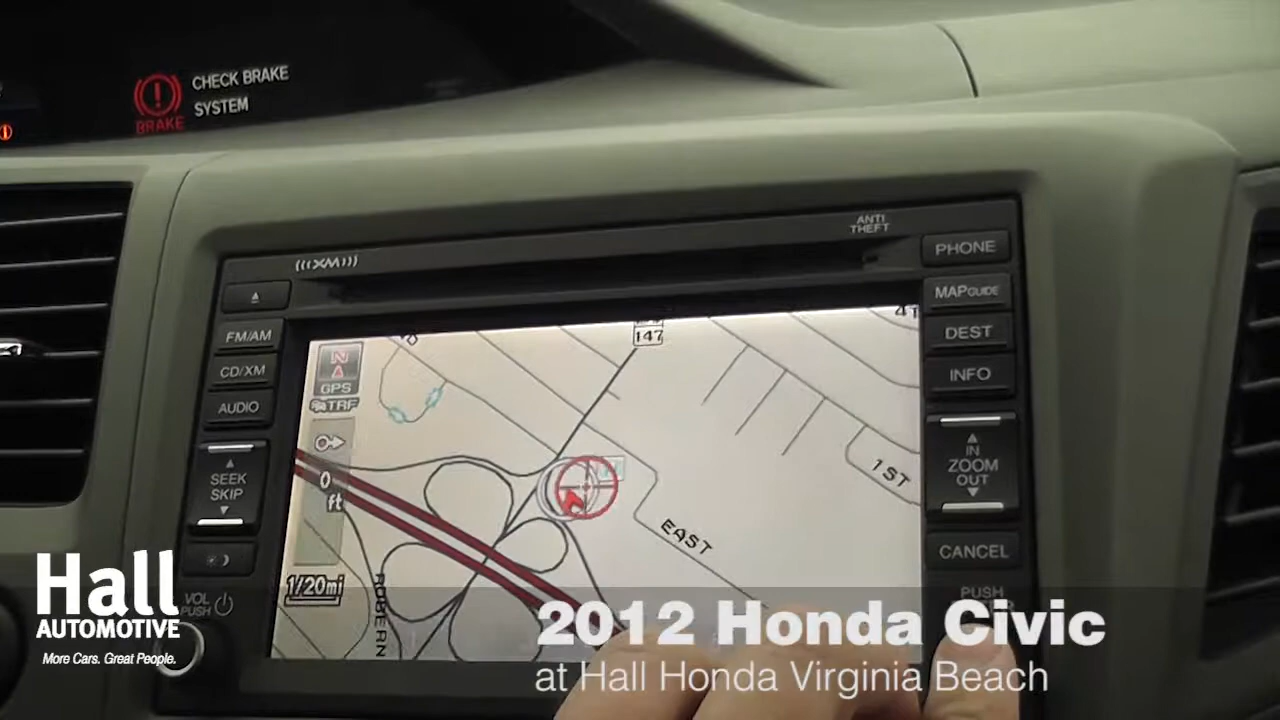 CHECK BRAKE
SYSTEM
BRAKE
ANTI
THEFT
XM
PHONE
FM/AM
CD/XM
AUDIO
SEEK
SKIP
VOL
PUSH
MAP GUIDE
DEST
INFO
IN
ZOOM
OUT
CANCEL
PUSH
N
GPS
TRF
0
ft
1/20mi
147
1ST
EAST
Hall
AUTOMOTIVE
More Cars. Great People.
2012 Honda Civic
at Hall Honda Virginia Beach